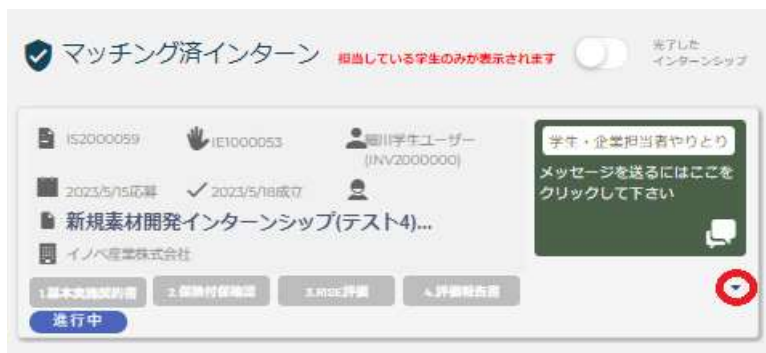 マッチング済インターン 担当している学生のみが表示されます 完了した
インターンシップ
IS2000059 IE1000053 細川学生ユーザー
(INV2000000)
学生・企業担当者やりとり
メッセージを送るにはここを
クリックして下さい
2023/5/15応募 2023/5/18成立
新規素材開発インターンシップ(テスト4)...
イノベ産業株式会社
1.基本実施契約書 2.保険付保確認 3.RISE評価 4.評価報告書
進行中